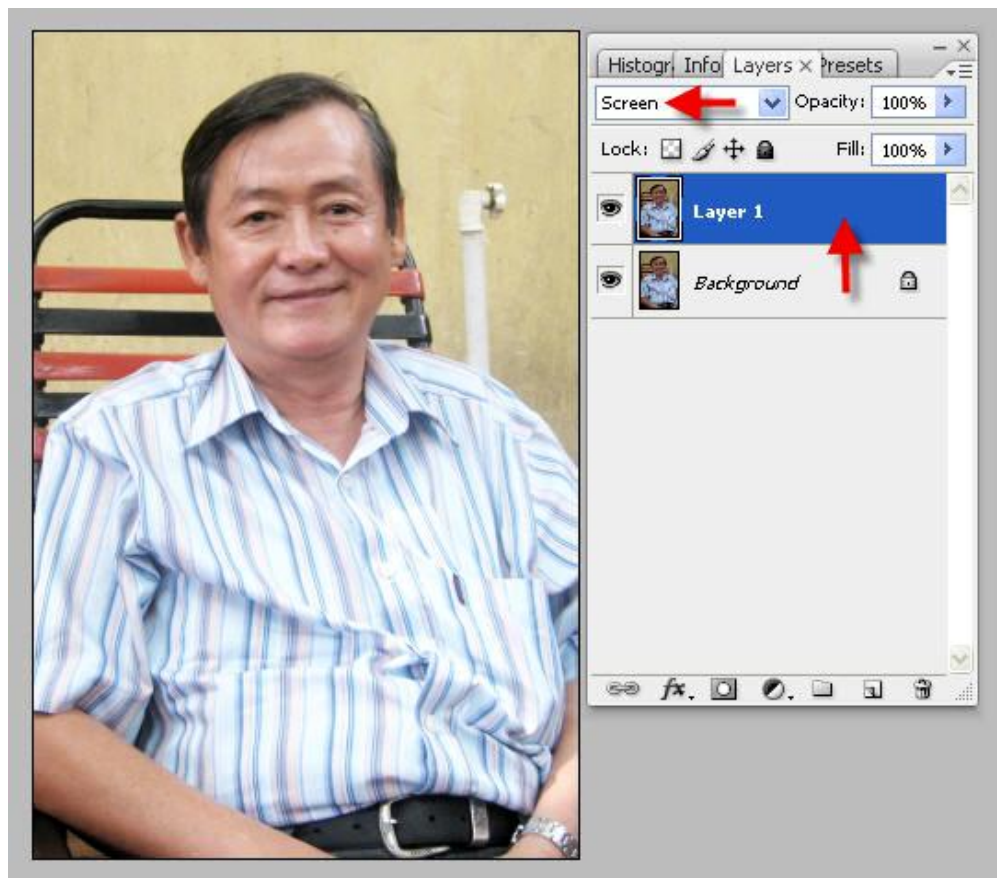 Histogr Info Layers × Presets
Screen Opacity: 100%
Lock: Fill: 100%
Layer 1
Background
fx.